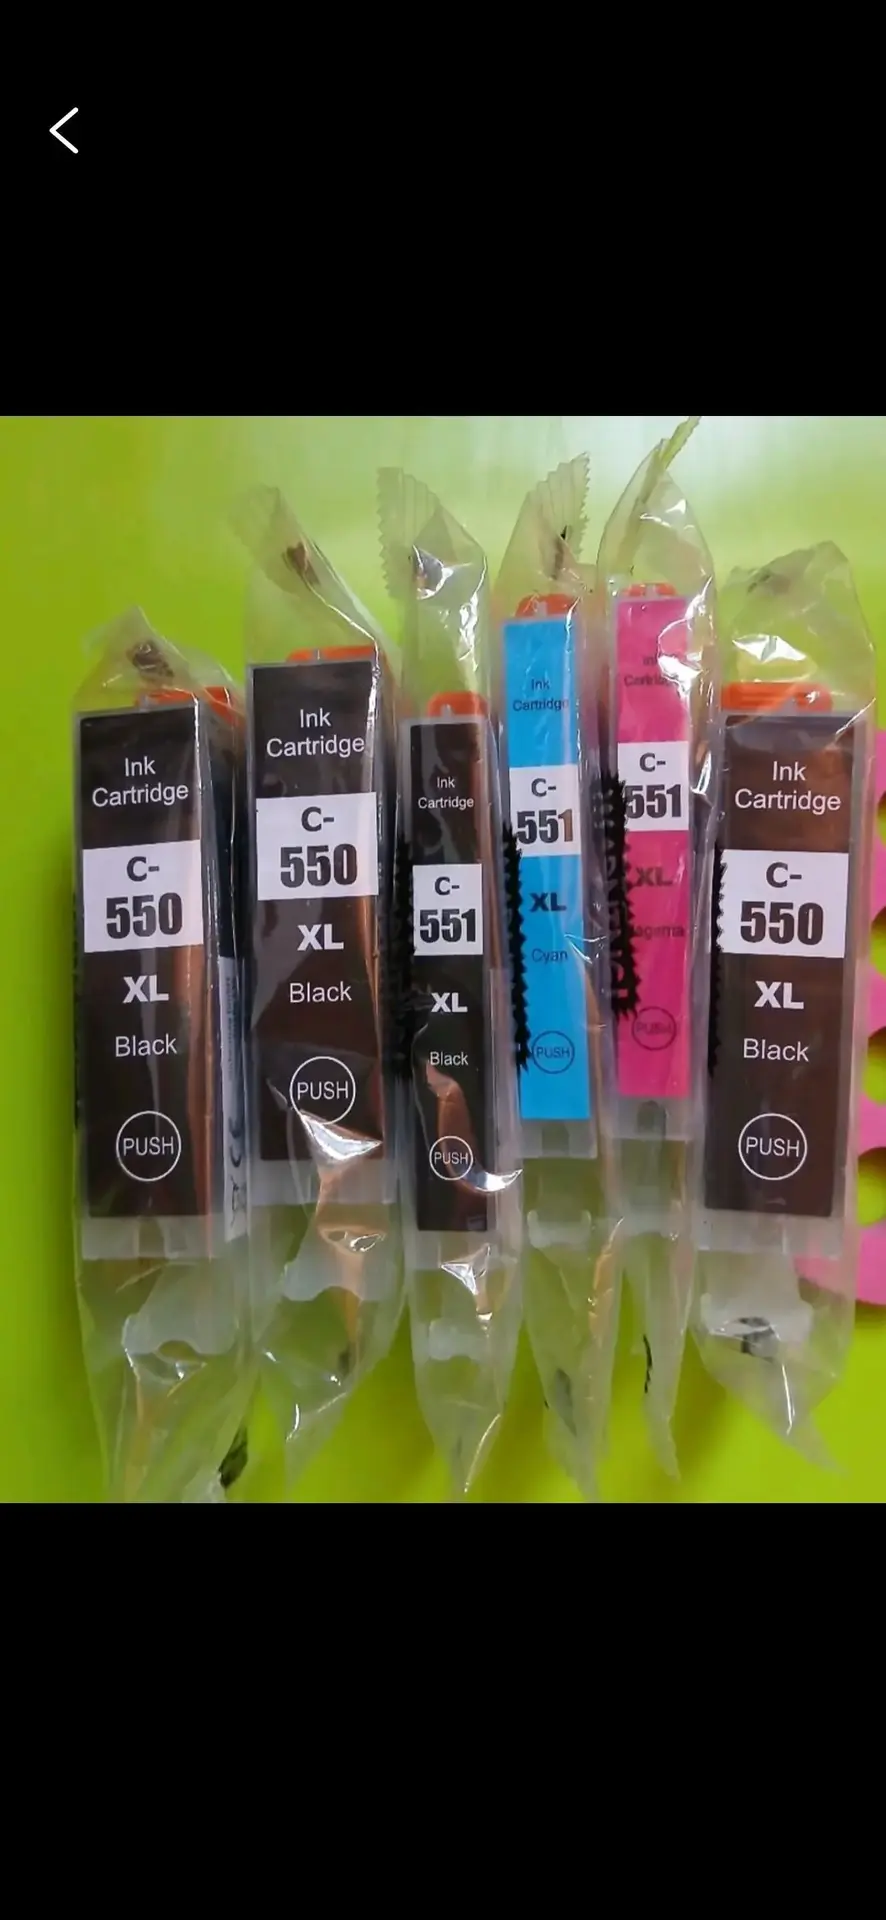 Ink
Cartridge
C-
550
XL
Black
PUSH
Ink
Cartridge
C-
550
XL
Black
PUSH
Ink
Cartridge
C-
551
XL
Black
PUSH
Ink
Cartridge
C-
551
XL
Cyan
PUSH
Ink
Cartridge
C-
551
XL
PUSH
Ink
Cartridge
C-
550
XL
Black
PUSH